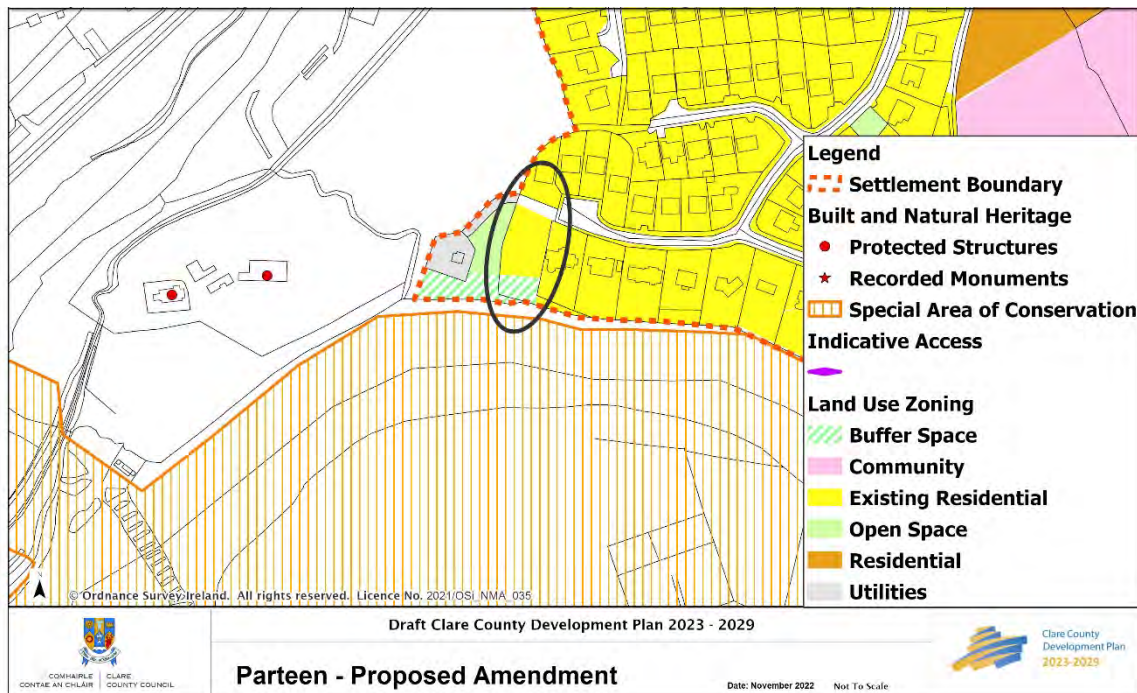 Legend
Settlement Boundary
Built and Natural Heritage
Protected Structures
Recorded Monuments
Special Area of Conservation
Indicative Access
Land Use Zoning
Buffer Space
Community
Existing Residential
Open Space
Residential
Utilities
© Ordnance Survey Ireland. All rights reserved. Licence No. 2021/OSi_NMA_035
Draft Clare County Development Plan 2023 - 2029
COMHAIRLE CLARE
CONTAE AN CHLÁIR COUNTY COUNCIL
Parteen - Proposed Amendment
Date: November 2022 Not To Scale
Clare County
Development Plan
2023-2029